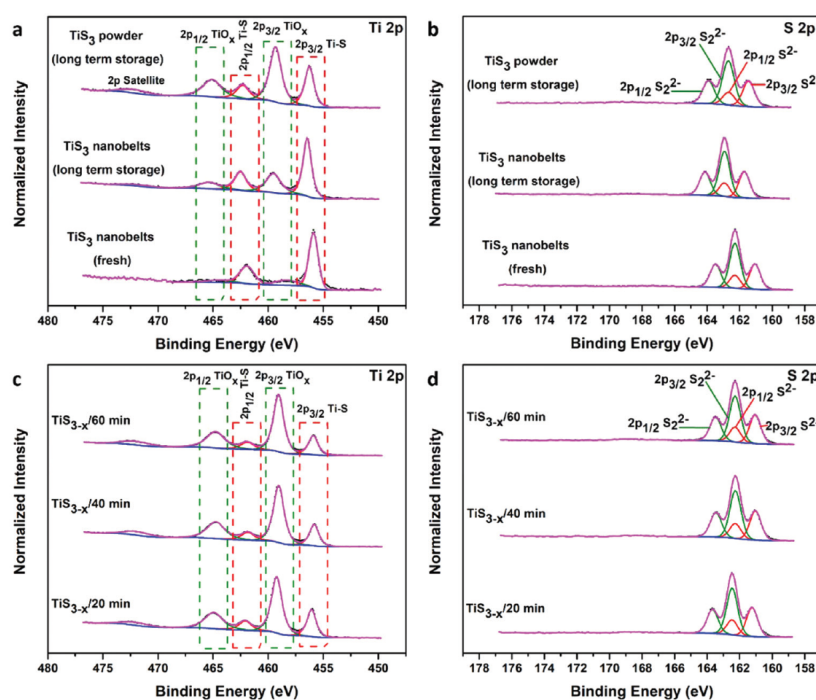 a
Ti 2p
2p1/2 TiOx
2p1/2 Ti-S
2p3/2 TiOx
2p3/2 Ti-S
TiS3 powder
(long term storage)
2p Satellite
TiS3 nanobelts
(long term storage)
TiS3 nanobelts
(fresh)
Normalized Intensity
480 475 470 465 460 455 450
Binding Energy (eV)
b
S 2p
2p3/2 S2 2-
2p1/2 S2-
2p1/2 S2 2-
2p3/2 S2-
TiS3 powder
(long term storage)
TiS3 nanobelts
(long term storage)
TiS3 nanobelts
(fresh)
Normalized Intensity
178 176 174 172 170 168 166 164 162 160 158
Binding Energy (eV)
c
Ti 2p
2p1/2 TiOx
2p1/2 Ti-S
2p3/2 TiOx
2p3/2 Ti-S
TiS3-x/60 min
TiS3-x/40 min
TiS3-x/20 min
Normalized Intensity
480 475 470 465 460 455 450
Binding Energy (eV)
d
S 2p
2p3/2 S2 2-
2p1/2 S2-
2p1/2 S2 2-
2p3/2 S2-
TiS3-x/60 min
TiS3-x/40 min
TiS3-x/20 min
Normalized Intensity
178 176 174 172 170 168 166 164 162 160 158
Binding Energy (eV)